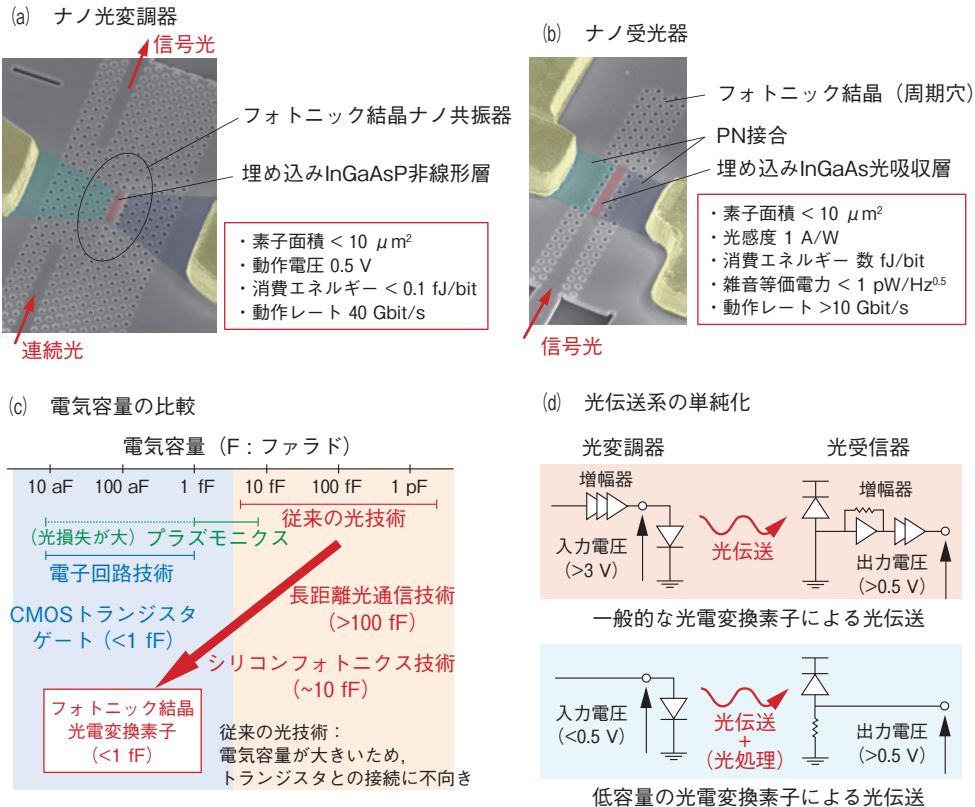 (a) ナノ光変調器
信号光
フォトニック結晶ナノ共振器
埋め込みInGaAsP非線形層
・素子面積 < 10 μm²
・動作電圧 0.5 V
・消費エネルギー < 0.1 fJ/bit
・動作レート 40 Gbit/s
連続光
(b) ナノ受光器
フォトニック結晶（周期穴）
PN接合
埋め込みInGaAs光吸収層
・素子面積 < 10 μm²
・光感度 1 A/W
・消費エネルギー 数 fJ/bit
・雑音等価電力 < 1 pW/Hz⁰·⁵
・動作レート >10 Gbit/s
信号光
(c) 電気容量の比較
電気容量（F：ファラド）
10 aF 100 aF 1 fF 10 fF 100 fF 1 pF
従来の光技術
(光損失が大) プラズモニクス
電子回路技術
CMOSトランジスタ
ゲート (<1 fF)
長距離光通信技術
(>100 fF)
シリコンフォトニクス技術
(~10 fF)
フォトニック結晶
光電変換素子
(<1 fF)
従来の光技術：
電気容量が大きいため,
トランジスタとの接続に不向き
(d) 光伝送系の単純化
光変調器 光受信器
増幅器
入力電圧
(>3 V)
光伝送
増幅器
出力電圧
(>0.5 V)
一般的な光電変換素子による光伝送
入力電圧
(<0.5 V)
光伝送
+
(光処理)
出力電圧
(>0.5 V)
低容量の光電変換素子による光伝送